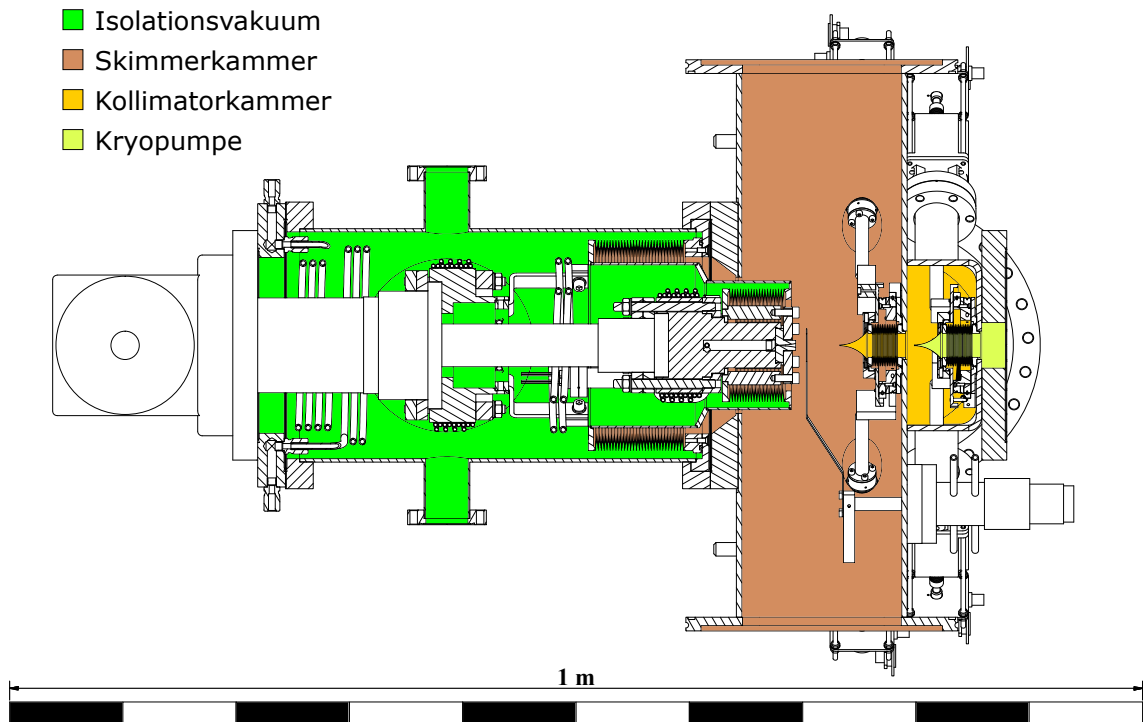 Isolationsvakuum
Skimmerkammer
Kollimatorkammer
Kryopumpe
1 m